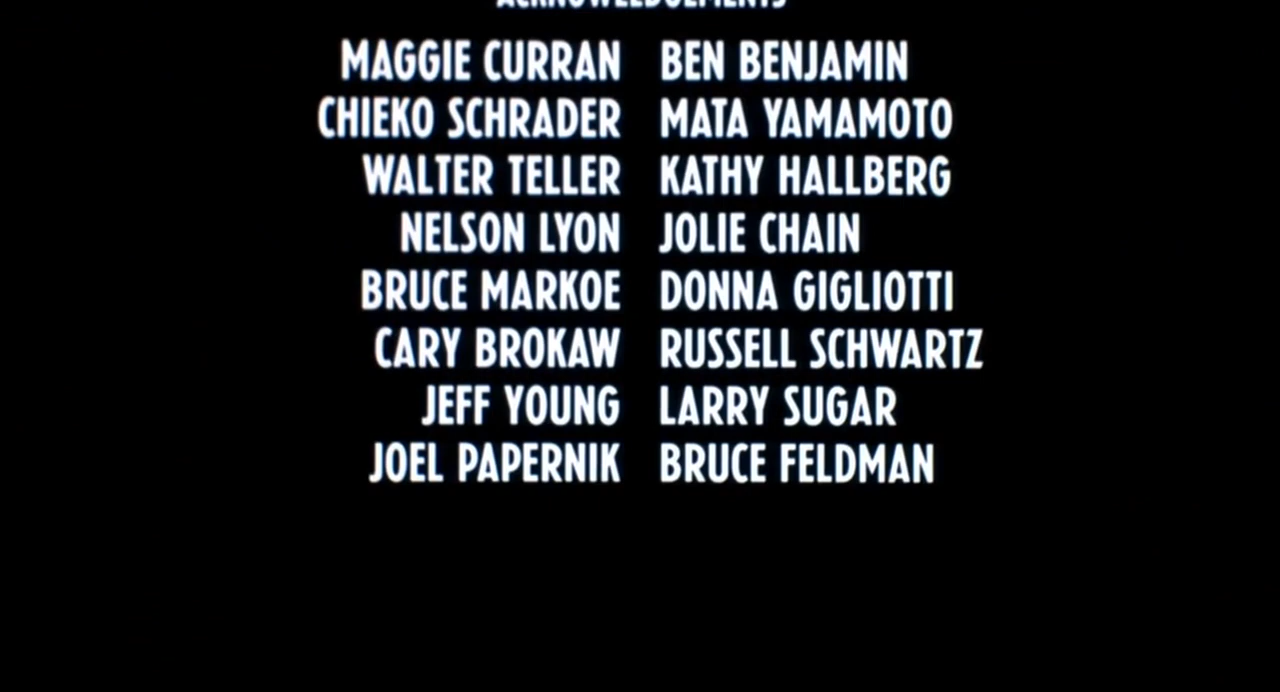 ACKNOWLEDGEMENTS
MAGGIE CURRAN BEN BENJAMIN
CHIEKO SCHRADER MATA YAMAMOTO
WALTER TELLER KATHY HALLBERG
NELSON LYON JOLIE CHAIN
BRUCE MARKOE DONNA GIGLIOTTI
CARY BROKAW RUSSELL SCHWARTZ
JEFF YOUNG LARRY SUGAR
JOEL PAPERNIK BRUCE FELDMAN